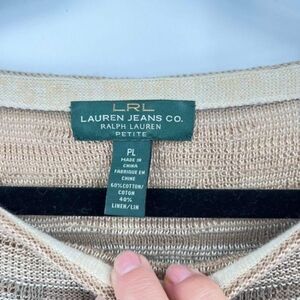 LRL
LAUREN JEANS CO.
RALPH LAUREN
PETITE
PL
MADE IN
CHINA
FABRIQUE EN
CHINE
60%COTTON/
COTON
40%
LINEN/LIN